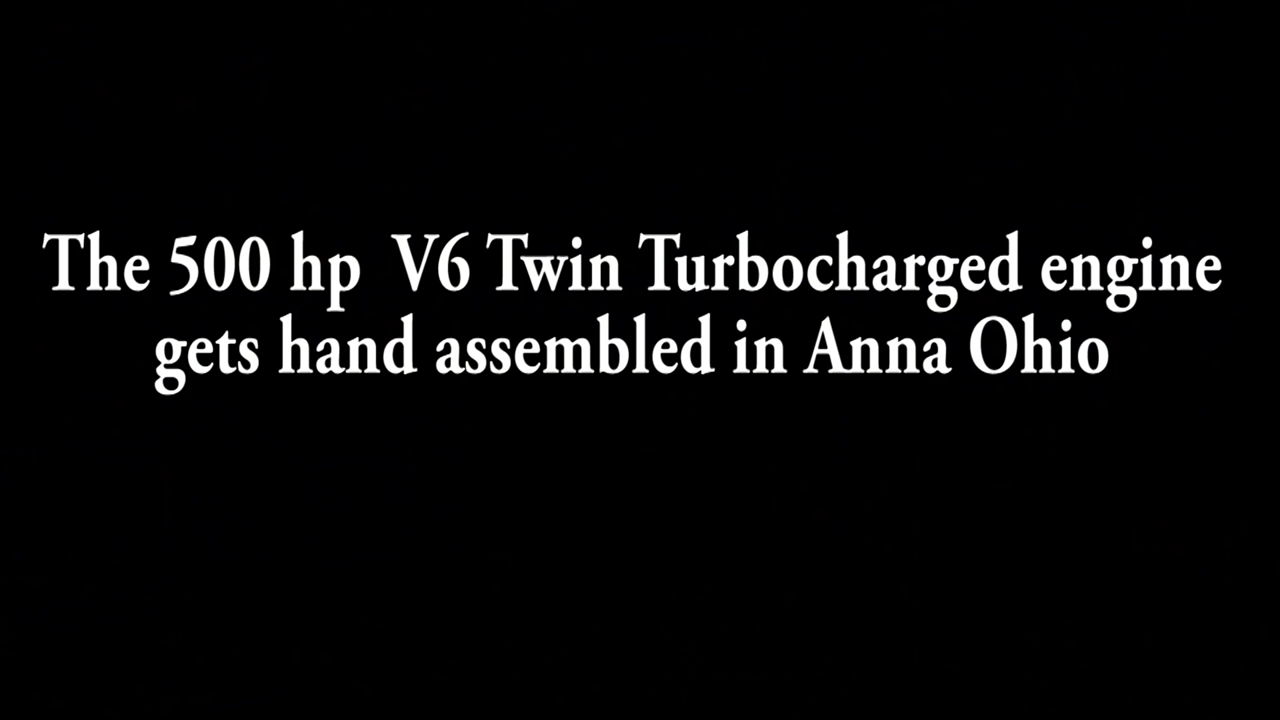 The 500 hp  V6 Twin Turbocharged engine
gets hand assembled in Anna Ohio